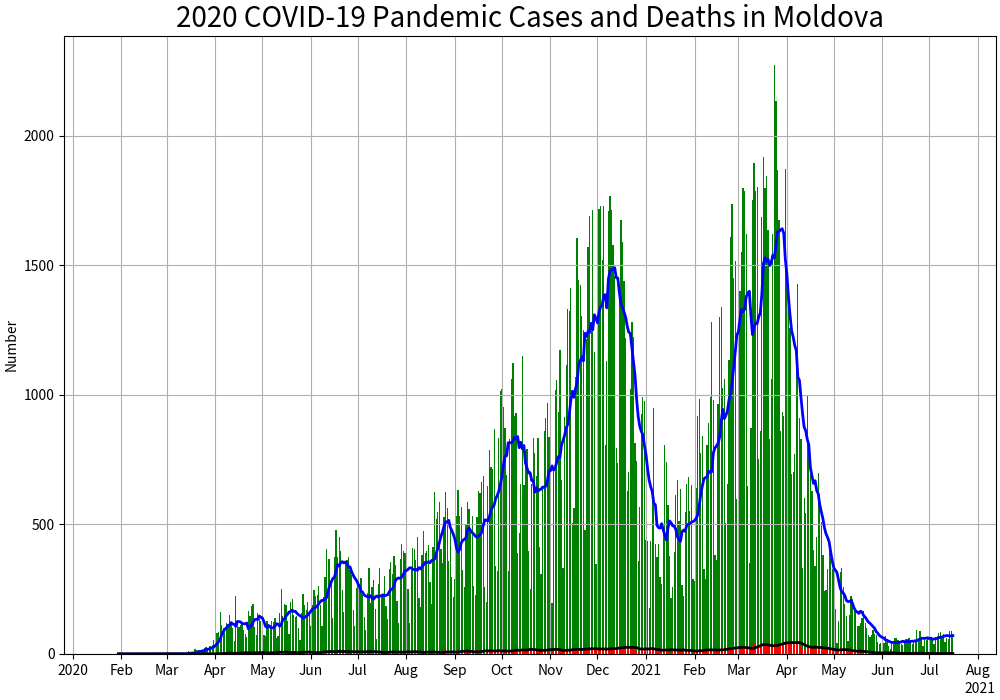 2020 COVID-19 Pandemic Cases and Deaths in Moldova
2000
1500
1000
500
0
Number
2020 Feb Mar Apr May Jun Jul Aug Sep Oct Nov Dec 2021 Feb Mar Apr May Jun Jul Aug
2021